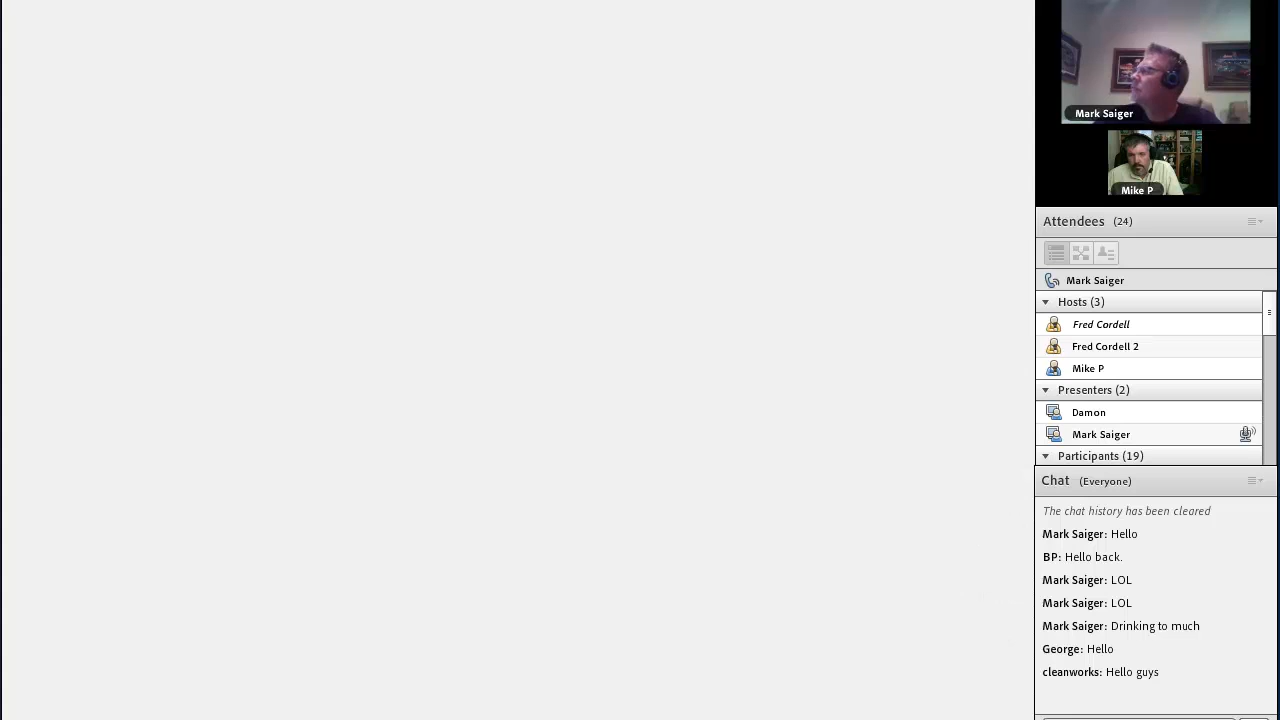 Mark Saiger
Mike P
Attendees (24)
Mark Saiger
Hosts (3)
Fred Cordell
Fred Cordell 2
Mike P
Presenters (2)
Damon
Mark Saiger
Participants (19)
Chat (Everyone)
The chat history has been cleared
Mark Saiger: Hello
BP: Hello back.
Mark Saiger: LOL
Mark Saiger: LOL
Mark Saiger: Drinking to much
George: Hello
cleanworks: Hello guys